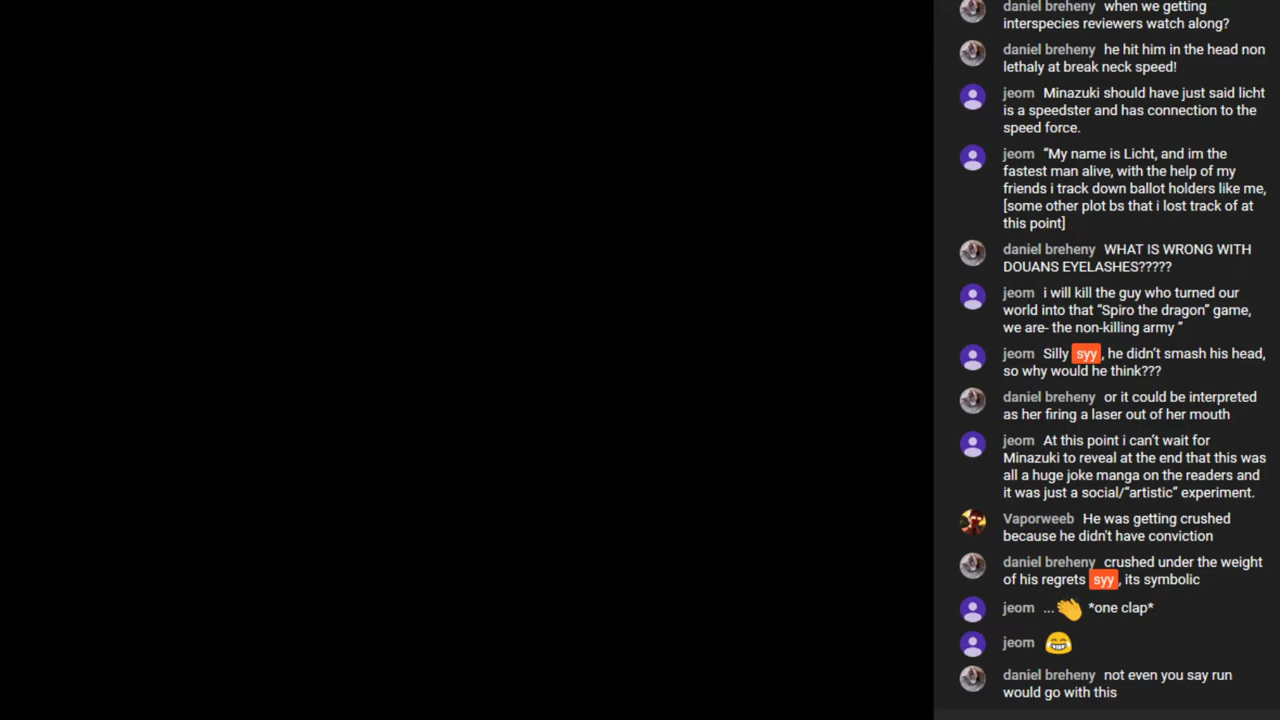 daniel breheny when we getting
interspecies reviewers watch along?
daniel breheny he hit him in the head non
lethaly at break neck speed!
jeom Minazuki should have just said licht
is a speedster and has connection to the
speed force.
jeom “My name is Licht, and im the
fastest man alive, with the help of my
friends i track down ballot holders like me,
[some other plot bs that i lost track of at
this point]
daniel breheny WHAT IS WRONG WITH
DOUANS EYELASHES?????
jeom i will kill the guy who turned our
world into that “Spiro the dragon” game,
we are- the non-killing army ”
jeom Silly syy, he didn’t smash his head,
so why would he think???
daniel breheny or it could be interpreted
as her firing a laser out of her mouth
jeom At this point i can’t wait for
Minazuki to reveal at the end that this was
all a huge joke manga on the readers and
it was just a social/“artistic” experiment.
Vaporweeb He was getting crushed
because he didn't have conviction
daniel breheny crushed under the weight
of his regrets syy, its symbolic
jeom ...👏 *one clap*
jeom 😂
daniel breheny not even you say run
would go with this